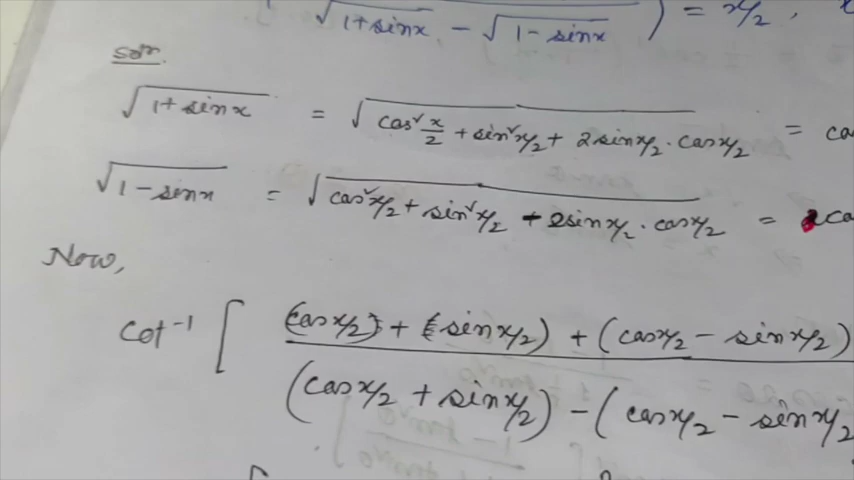 √(1+sinx) - √(1-sinx) ) = x/2 ,
Soln.
√(1+sinx) = √(cos²x/2 + sin²x/2 + 2sinx/2 . cosx/2) = co
√(1-sinx) = √(cos²x/2 + sin²x/2 - 2sinx/2 . cosx/2) = co
Now,
cot⁻¹ [ (cosx/2) + (sinx/2) + (cosx/2 - sinx/2)
(cosx/2 + sinx/2) - (cosx/2 - sinx/2